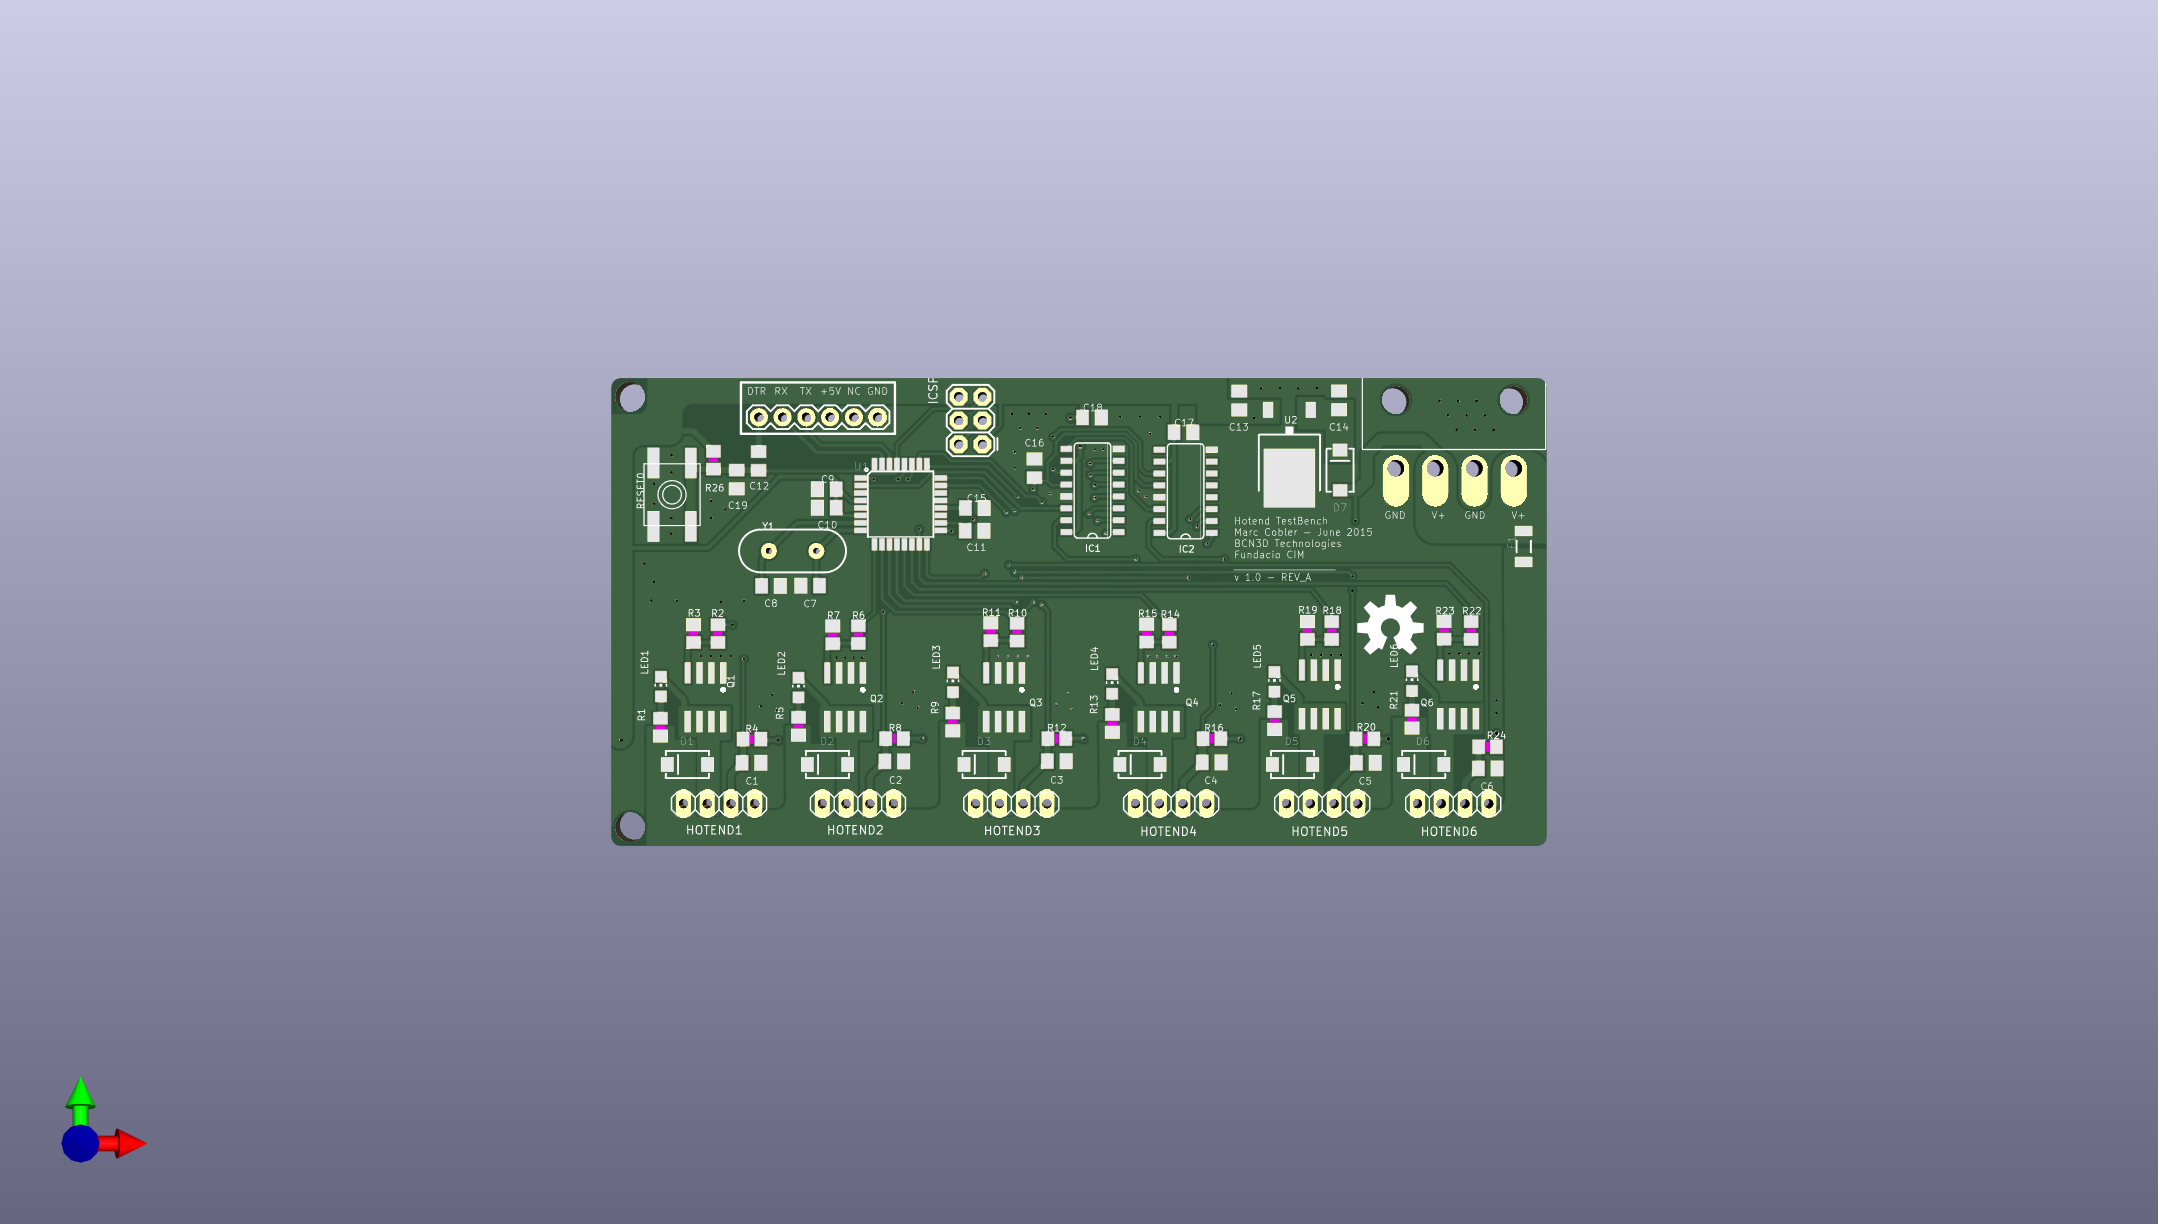 DTR RX TX +5V NC GND
ICSP
C18
C17
C13
U2
C14
C16
U1
R26
C12
C19
RESET0
C9
C10
C15
C11
Y1
C8
C7
IC1
IC2
D7
GND V+ GND V+
F1
Hotend TestBench
Marc Cobler - June 2015
BCN3D Technologies
Fundacio CIM
v 1.0 - REV_A
R3 R2
R7 R6
R11 R10
R15 R14
R19 R18
R23 R22
LED1
LED2
LED3
LED4
LED5
LED6
Q1
Q2
Q3
Q4
Q5
Q6
R1
R5
R9
R13
R17
R21
R4
R8
R12
R16
R20
R24
D1
D2
D3
D4
D5
D6
C1
C2
C3
C4
C5
C6
HOTEND1
HOTEND2
HOTEND3
HOTEND4
HOTEND5
HOTEND6